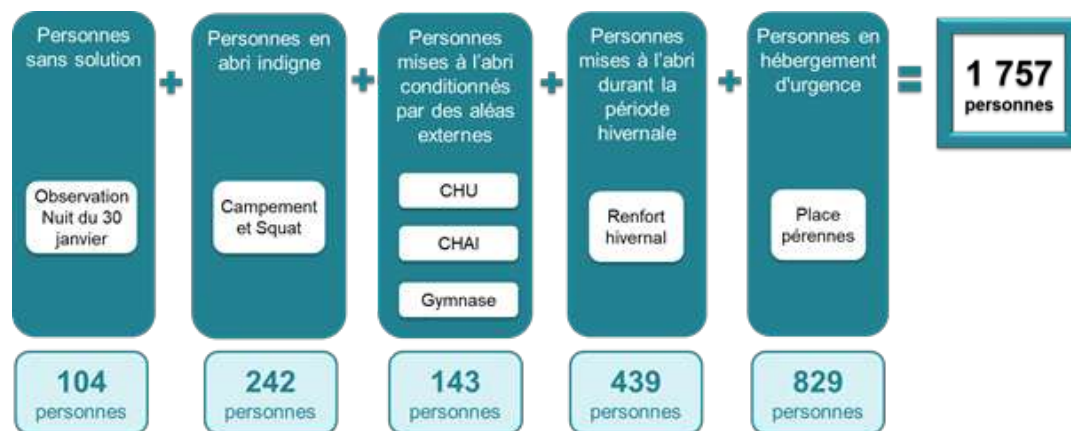 Personnes
sans solution
Observation
Nuit du 30
janvier
104
personnes
+
Personnes en
abri indigne
Campement
et Squat
242
personnes
+
Personnes
mises à l'abri
conditionnés
par des aléas
externes
CHU
CHAI
Gymnase
143
personnes
+
Personnes
mises à l'abri
durant la
période
hivernale
Renfort
hivernal
439
personnes
+
Personnes en
hébergement
d'urgence
Place
pérennes
829
personnes
=
1 757
personnes